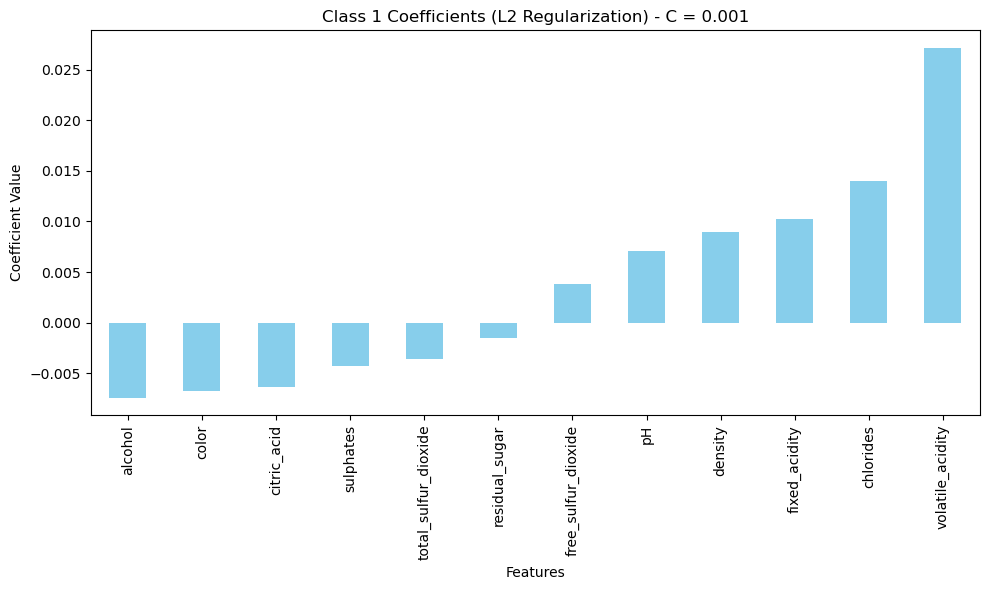 Class 1 Coefficients (L2 Regularization) - C = 0.001
Coefficient Value
0.025
0.020
0.015
0.010
0.005
0.000
−0.005
alcohol
color
citric_acid
sulphates
total_sulfur_dioxide
residual_sugar
free_sulfur_dioxide
pH
density
fixed_acidity
chlorides
volatile_acidity
Features